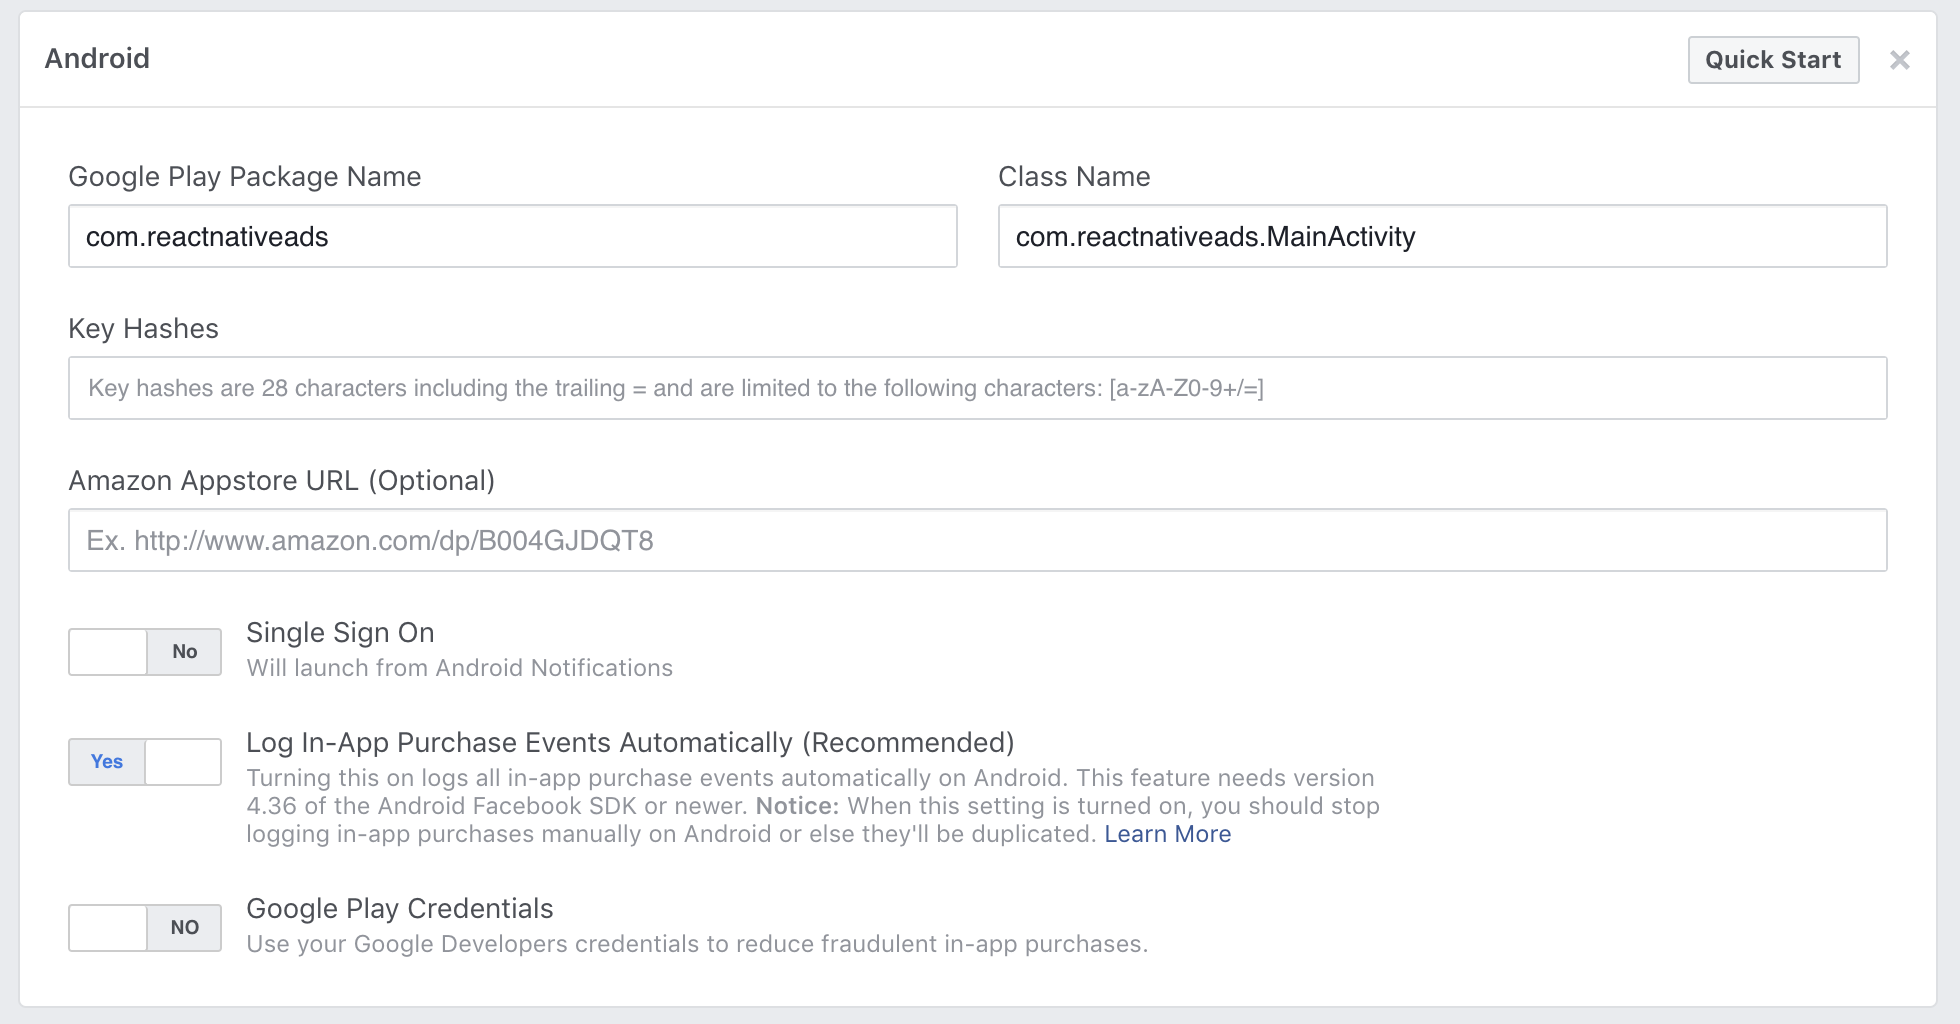 Android
Quick Start
Google Play Package Name
Class Name
com.reactnativeads
com.reactnativeads.MainActivity
Key Hashes
Key hashes are 28 characters including the trailing = and are limited to the following characters: [a-zA-Z0-9+/=]
Amazon Appstore URL (Optional)
Ex. http://www.amazon.com/dp/B004GJDQT8
No
Single Sign On
Will launch from Android Notifications
Yes
Log In-App Purchase Events Automatically (Recommended)
Turning this on logs all in-app purchase events automatically on Android. This feature needs version
4.36 of the Android Facebook SDK or newer. Notice: When this setting is turned on, you should stop
logging in-app purchases manually on Android or else they'll be duplicated. Learn More
NO
Google Play Credentials
Use your Google Developers credentials to reduce fraudulent in-app purchases.